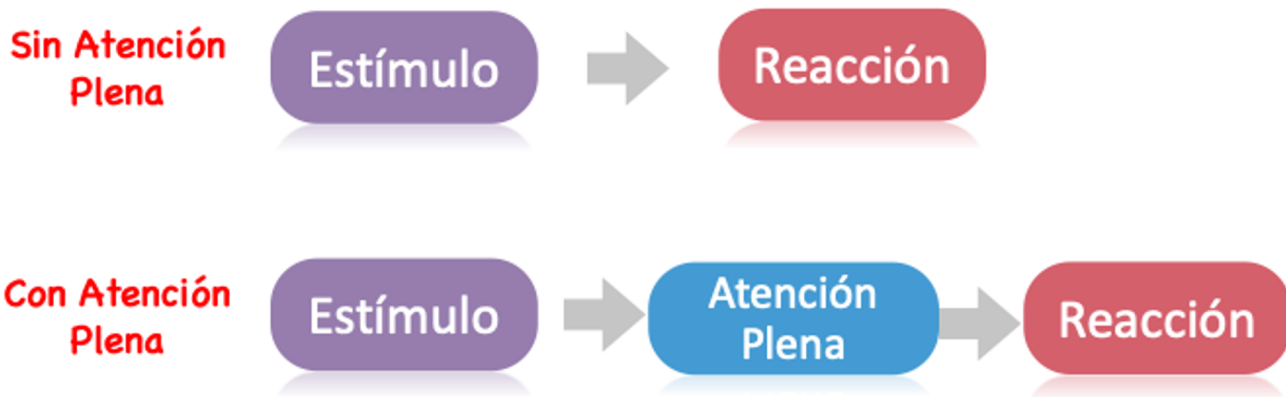 Sin Atención
Plena
Estímulo
Reacción
Con Atención
Plena
Estímulo
Atención
Plena
Reacción